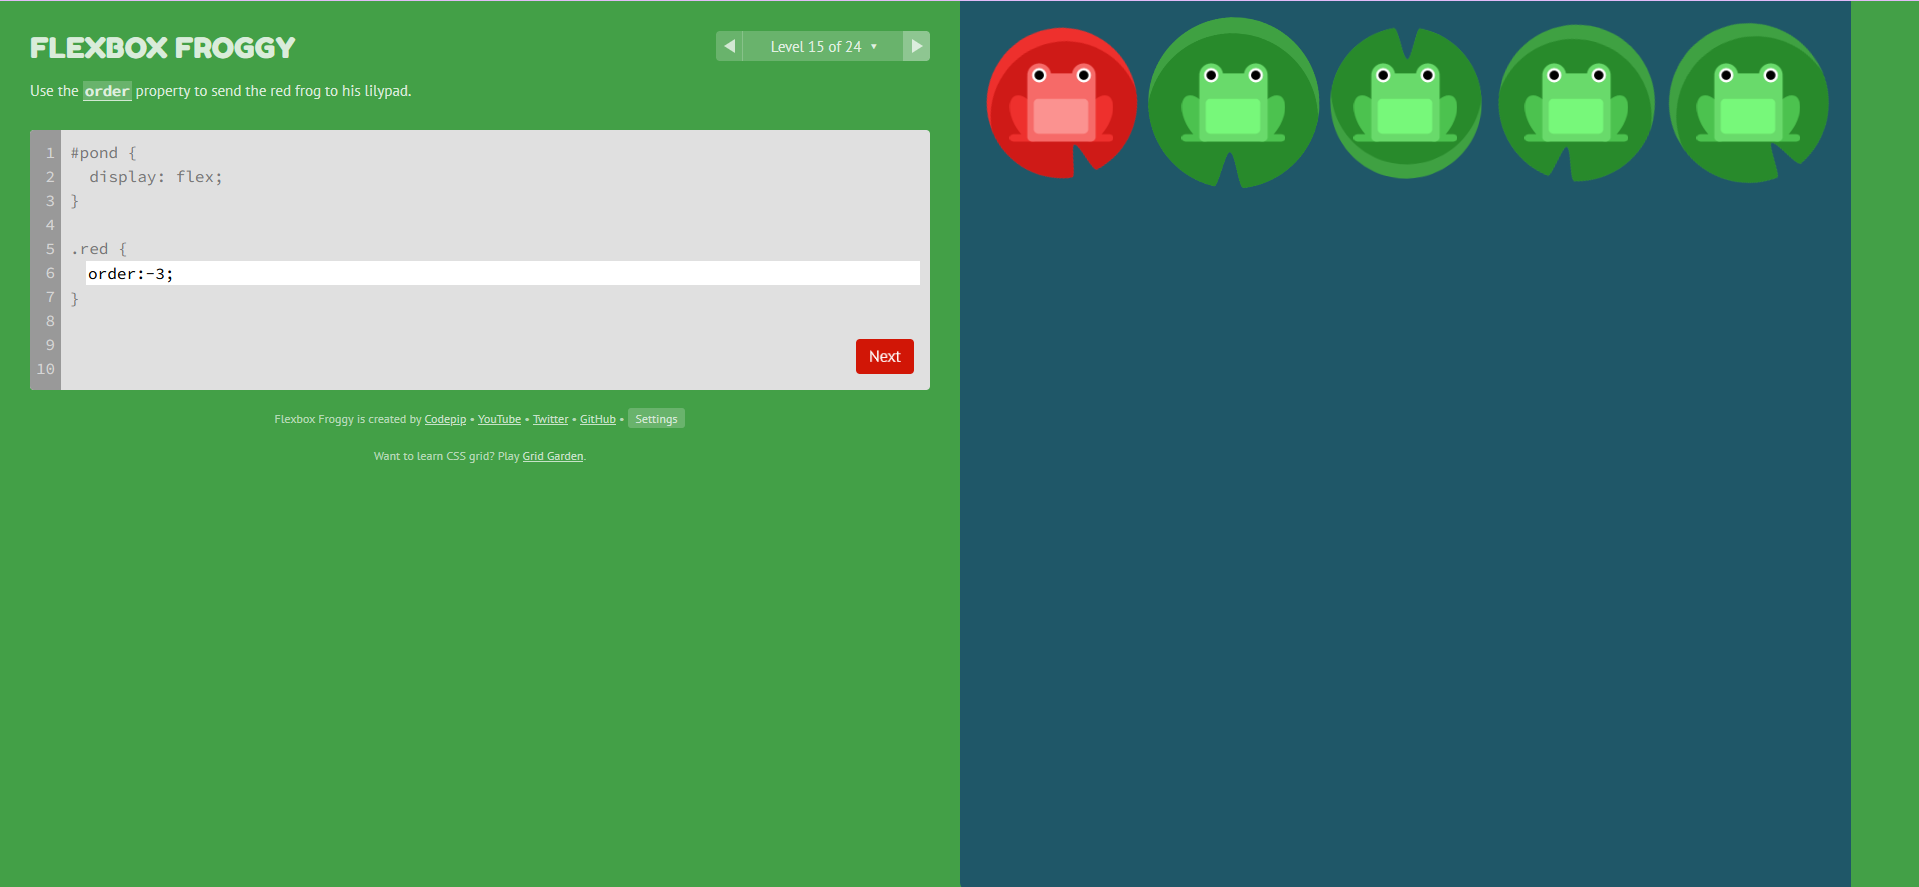 FLEXBOX FROGGY
Level 15 of 24 ▾
Use the order property to send the red frog to his lilypad.
1 #pond {
2   display: flex;
3 }
4
5 .red {
6   order:-3;
7 }
8
9
10
Next
Flexbox Froggy is created by Codepip • YouTube • Twitter • GitHub • Settings
Want to learn CSS grid? Play Grid Garden.